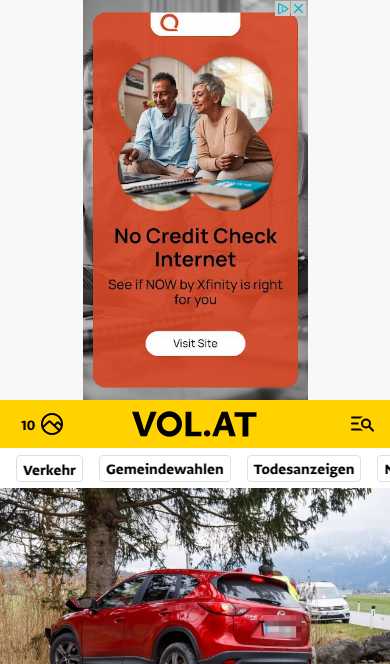 No Credit Check
Internet
See if NOW by Xfinity is right
for you
Visit Site
10
VOL.AT
Verkehr
Gemeindewahlen
Todesanzeigen